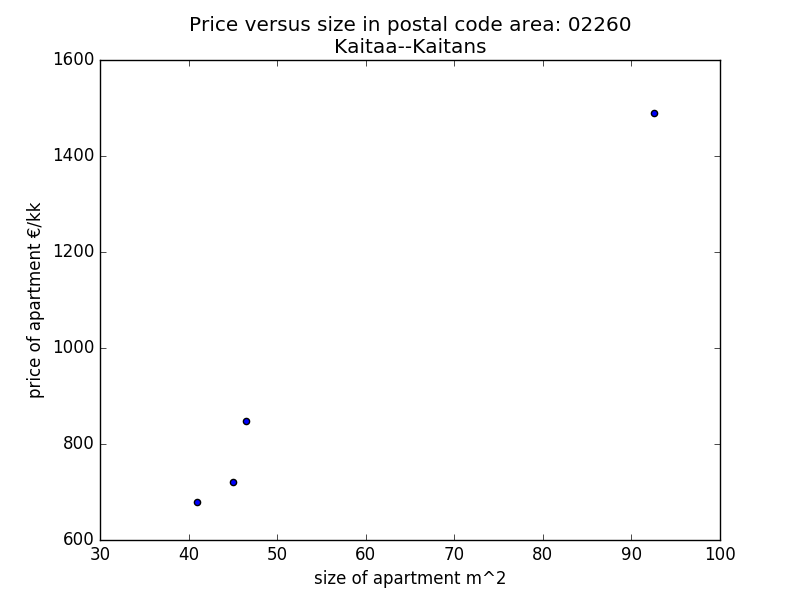 Price versus size in postal code area: 02260
Kaitaa--Kaitans
1600
1400
1200
1000
800
600
price of apartment €/kk
30 40 50 60 70 80 90 100
size of apartment m^2